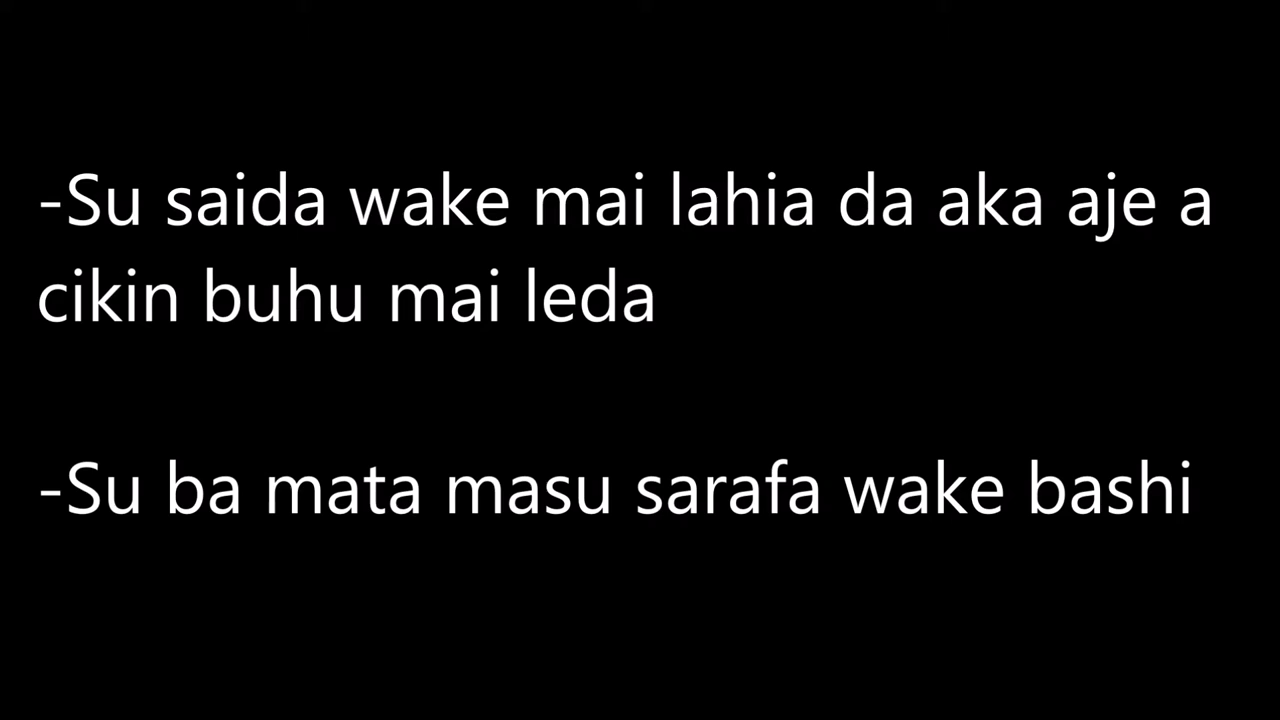 -Su saida wake mai lahia da aka aje a
cikin buhu mai leda
-Su ba mata masu sarafa wake bashi